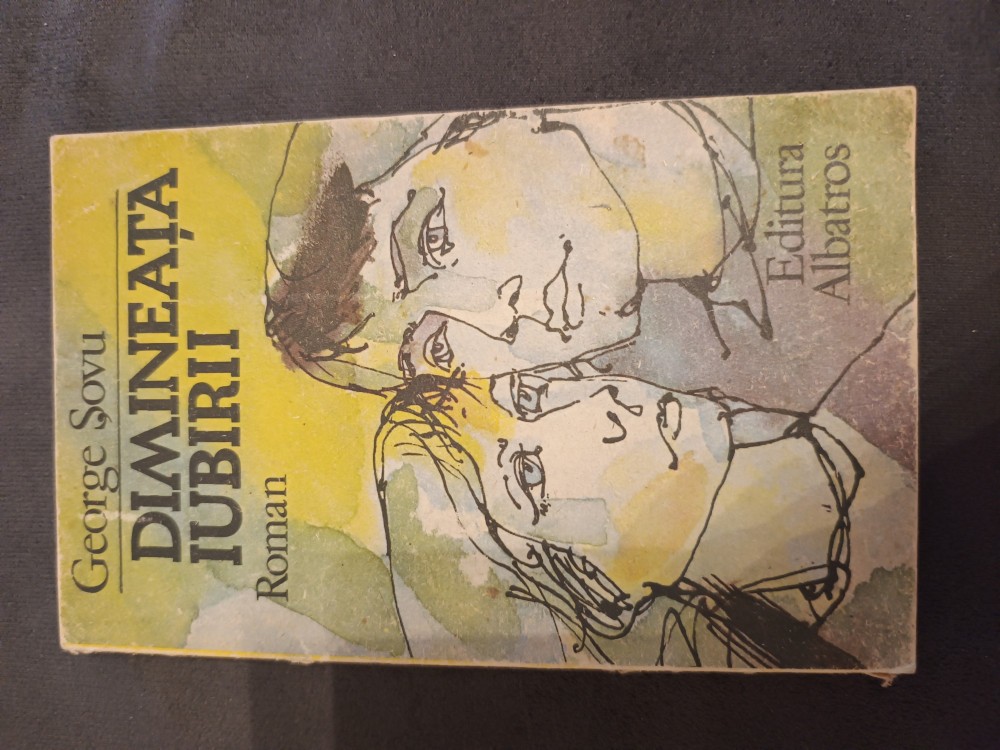 George Șovu
DIMINEAȚA
IUBIRII
Roman
Editura
Albatros